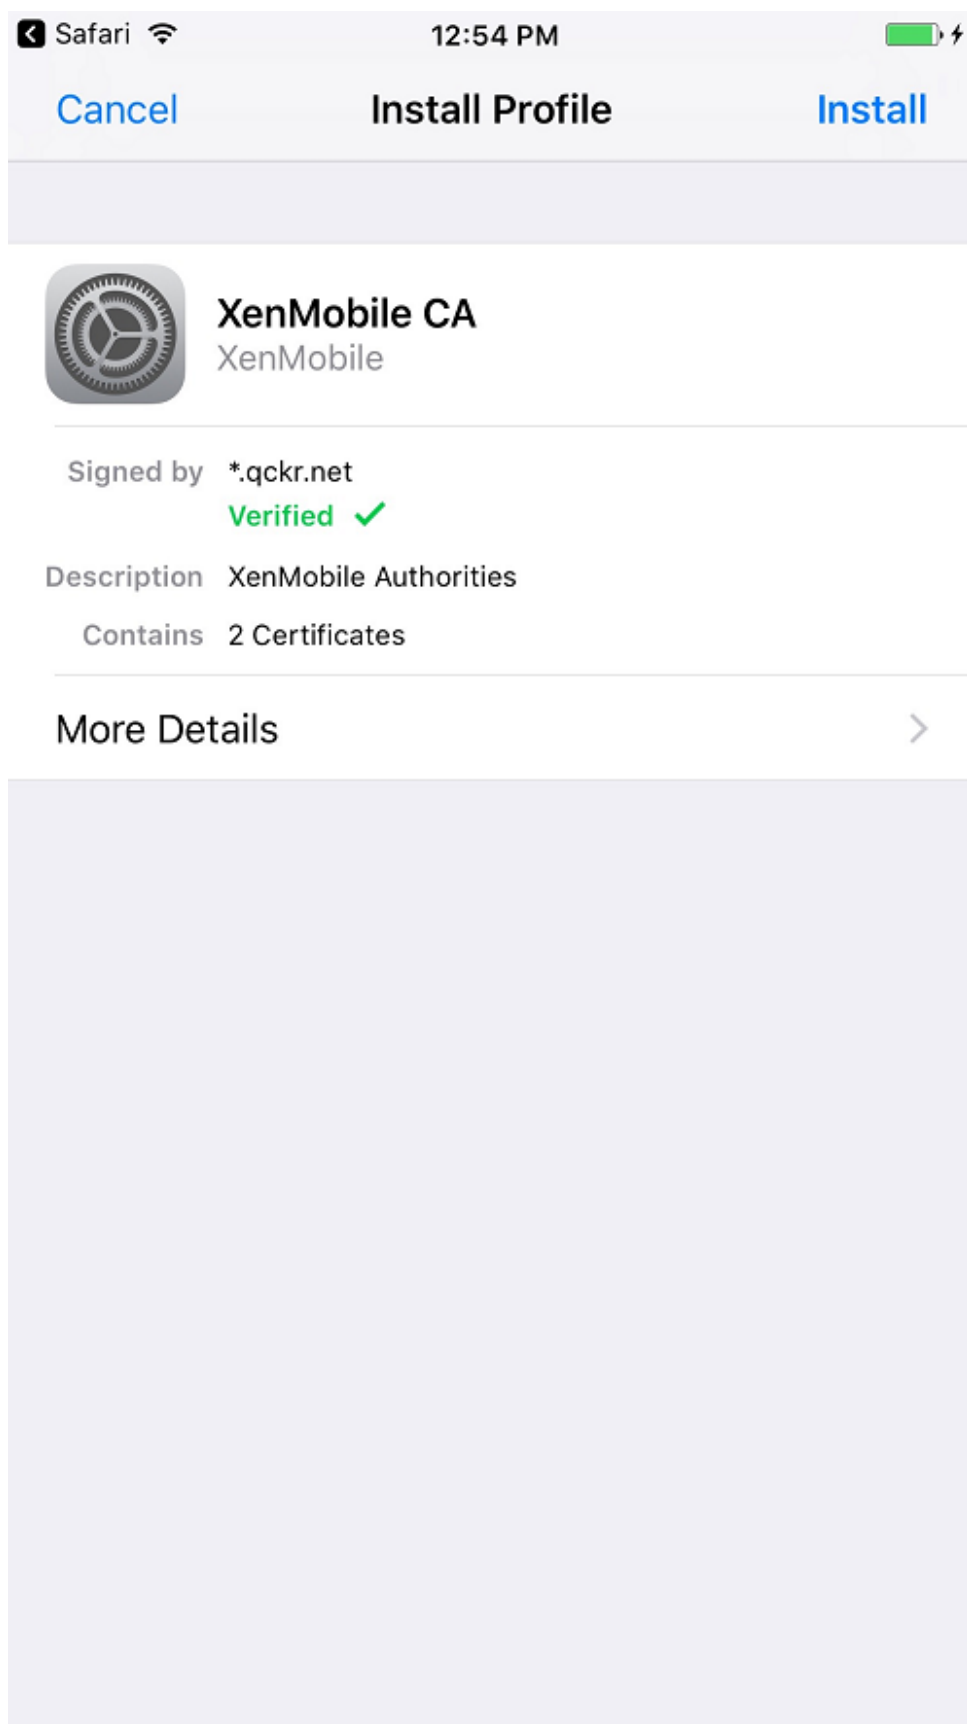 Safari 12:54 PM
Cancel Install Profile Install
XenMobile CA
XenMobile
Signed by *.qckr.net
Verified
Description XenMobile Authorities
Contains 2 Certificates
More Details